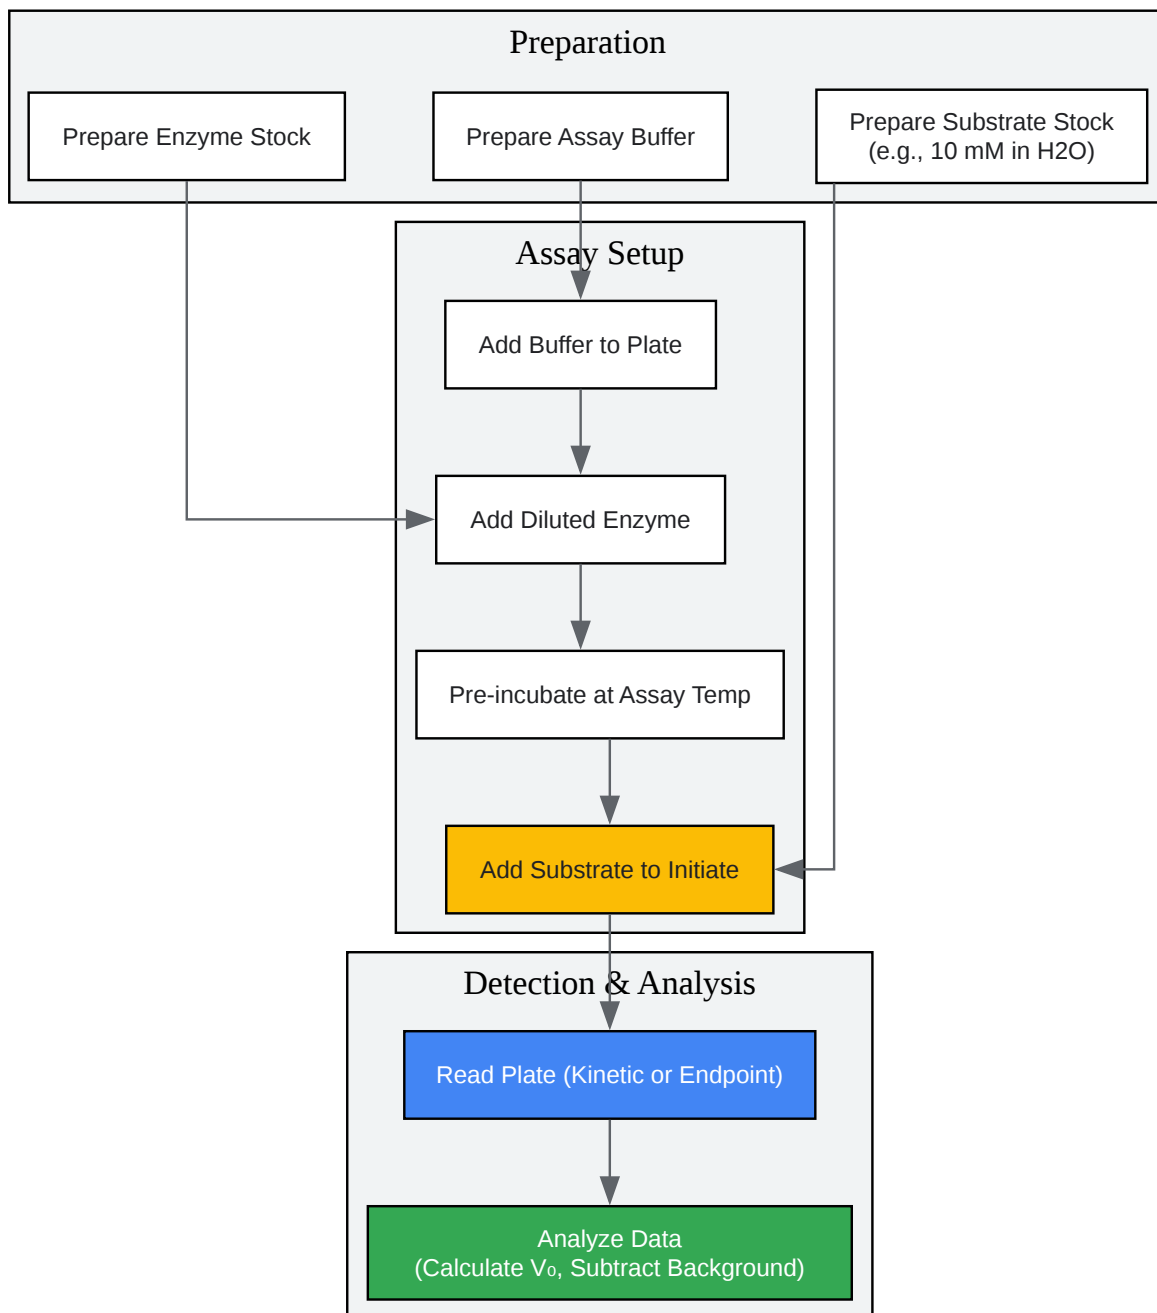 Preparation
Prepare Enzyme Stock
Prepare Assay Buffer
Prepare Substrate Stock
(e.g., 10 mM in H2O)
Assay Setup
Add Buffer to Plate
Add Diluted Enzyme
Pre-incubate at Assay Temp
Add Substrate to Initiate
Detection & Analysis
Read Plate (Kinetic or Endpoint)
Analyze Data
(Calculate V₀, Subtract Background)